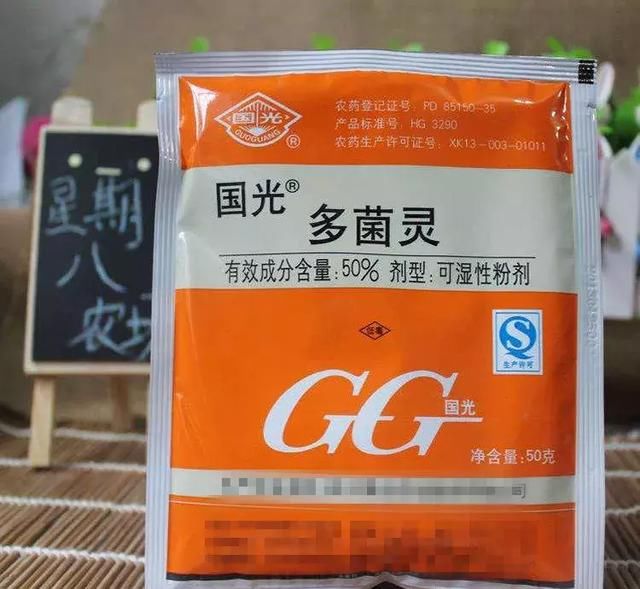 国光
GUOGUANG
®
农药登记证号:PD 85150-35
产品标准号:HG 3290
农药生产许可证号:XK13-003-01011
国光®
多菌灵
有效成分含量:50% 剂型:可湿性粉剂
低毒
生产许可
GG 国光
净含量:50克
星期
八
农场